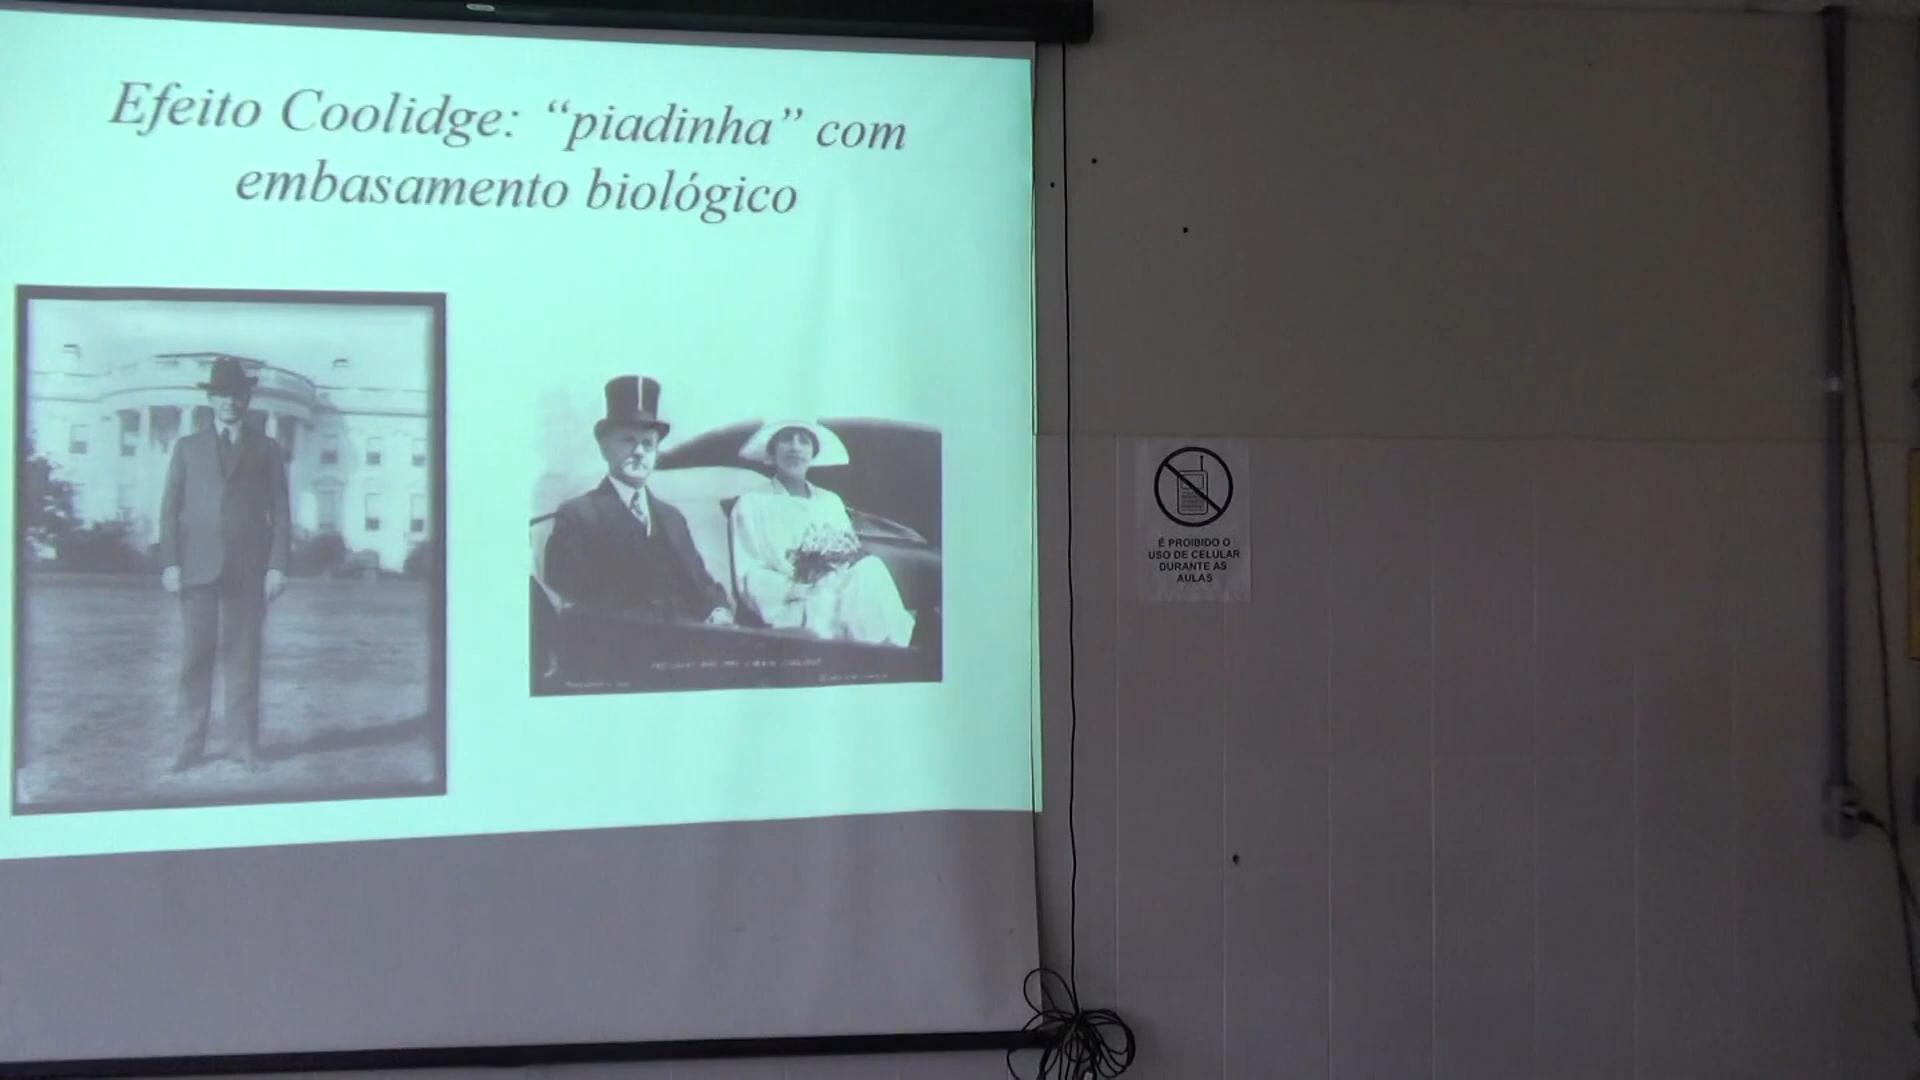 Efeito Coolidge: “piadinha” com
embasamento biológico
É PROIBIDO O
USO DE CELULAR
DURANTE AS
AULAS